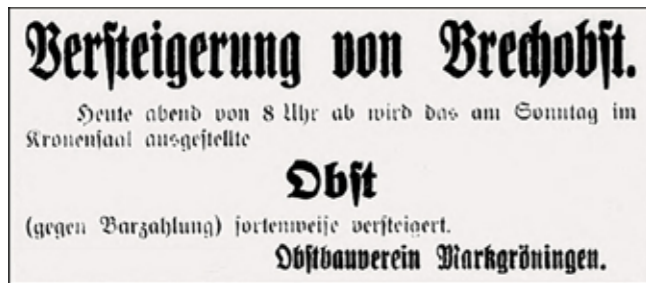 Versteigerung von Brechobst.
Heute abend von 8 Uhr ab wird das am Sonntag im
Kronensaal ausgestellte
Obst
(gegen Barzahlung) sortenweise versteigert.
Obstbauverein Markgröningen.